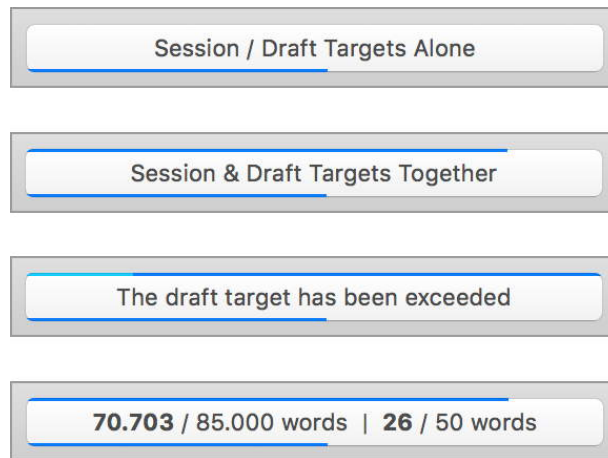 Session / Draft Targets Alone
Session & Draft Targets Together
The draft target has been exceeded
70.703 / 85.000 words | 26 / 50 words